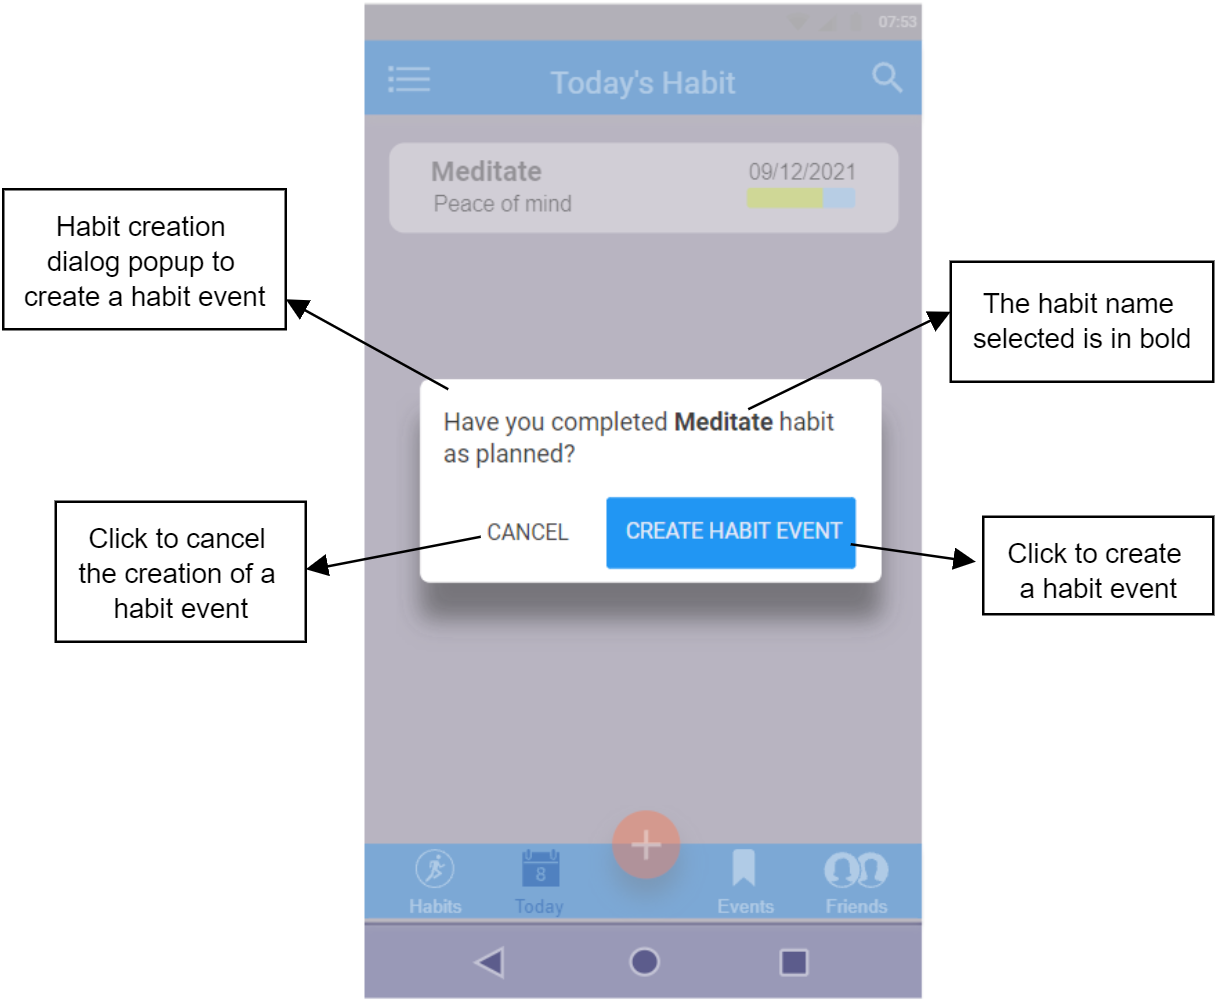 07:53
Today's Habit
Meditate
09/12/2021
Peace of mind
Habit creation
dialog popup to
create a habit event
The habit name
selected is in bold
Have you completed Meditate habit
as planned?
CANCEL
CREATE HABIT EVENT
Click to cancel
the creation of a
habit event
Click to create
a habit event
8
Habits
Today
Events
Friends